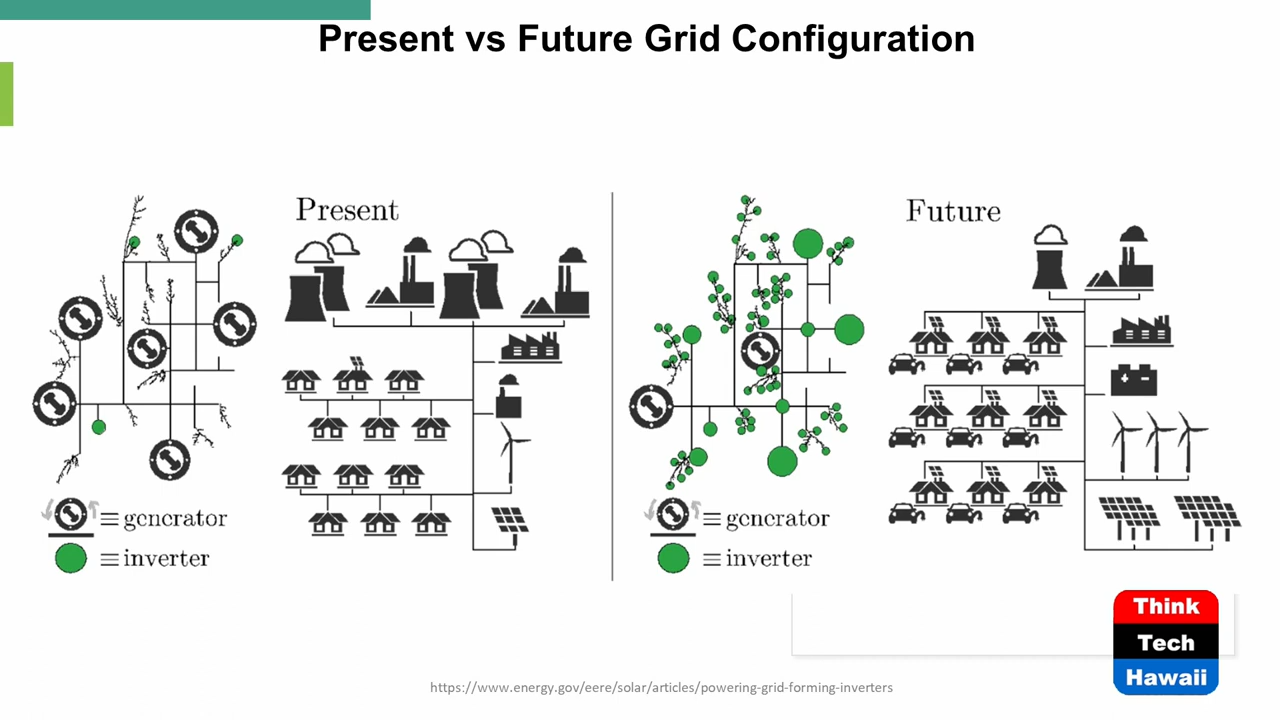 Present vs Future Grid Configuration
Present
≡ generator
≡ inverter
Future
≡ generator
≡ inverter
Think
Tech
Hawaii
https://www.energy.gov/eere/solar/articles/powering-grid-forming-inverters